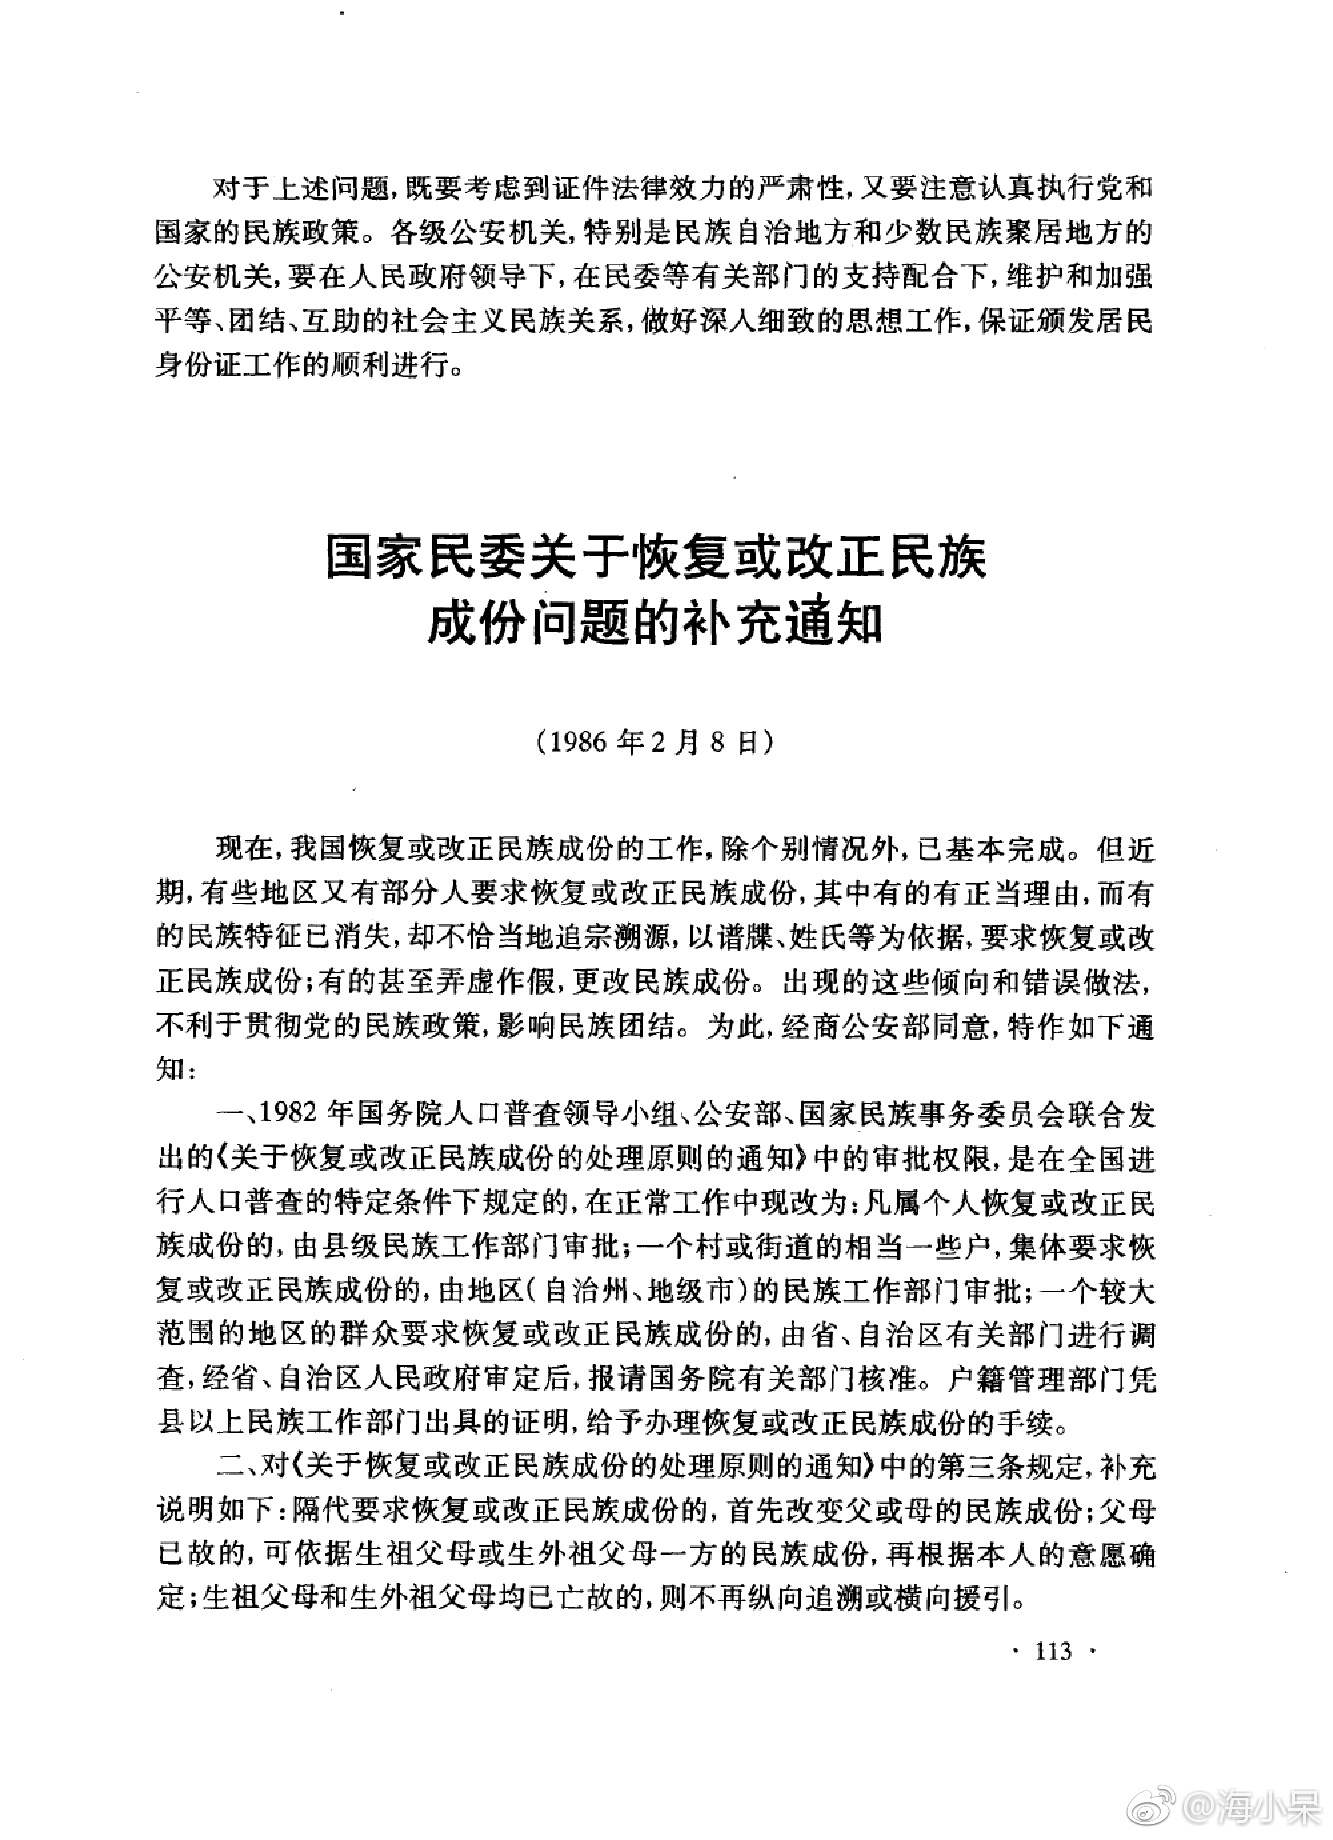 对于上述问题,既要考虑到证件法律效力的严肃性,又要注意认真执行党和
国家的民族政策。各级公安机关,特别是民族自治地方和少数民族聚居地方的
公安机关,要在人民政府领导下,在民委等有关部门的支持配合下,维护和加强
平等、团结、互助的社会主义民族关系,做好深入细致的思想工作,保证颁发居民
身份证工作的顺利进行。
国家民委关于恢复或改正民族
成份问题的补充通知
(1986年2月8日)
现在,我国恢复或改正民族成份的工作,除个别情况外,已基本完成。但近
期,有些地区又有部分人要求恢复或改正民族成份,其中有的有正当理由,而有
的民族特征已消失,却不恰当地追宗溯源,以谱牒、姓氏等为依据,要求恢复或改
正民族成份;有的甚至弄虚作假,更改民族成份。出现的这些倾向和错误做法,
不利于贯彻党的民族政策,影响民族团结。为此,经商公安部同意,特作如下通
知:
一、1982年国务院人口普查领导小组、公安部、国家民族事务委员会联合发
出的《关于恢复或改正民族成份的处理原则的通知》中的审批权限,是在全国进
行人口普查的特定条件下规定的,在正常工作中现改为:凡属个人恢复或改正民
族成份的,由县级民族工作部门审批;一个村或街道的相当一些户,集体要求恢
复或改正民族成份的,由地区(自治州、地级市)的民族工作部门审批;一个较大
范围的地区的群众要求恢复或改正民族成份的,由省、自治区有关部门进行调
查,经省、自治区人民政府审定后,报请国务院有关部门核准。户籍管理部门凭
县以上民族工作部门出具的证明,给予办理恢复或改正民族成份的手续。
二、对《关于恢复或改正民族成份的处理原则的通知》中的第三条规定,补充
说明如下:隔代要求恢复或改正民族成份的,首先改变父或母的民族成份;父母
已故的,可依据生祖父母或生外祖父母一方的民族成份,再根据本人的意愿确
定;生祖父母和生外祖父母均已亡故的,则不再纵向追溯或横向援引。
· 113 ·
@海小呆